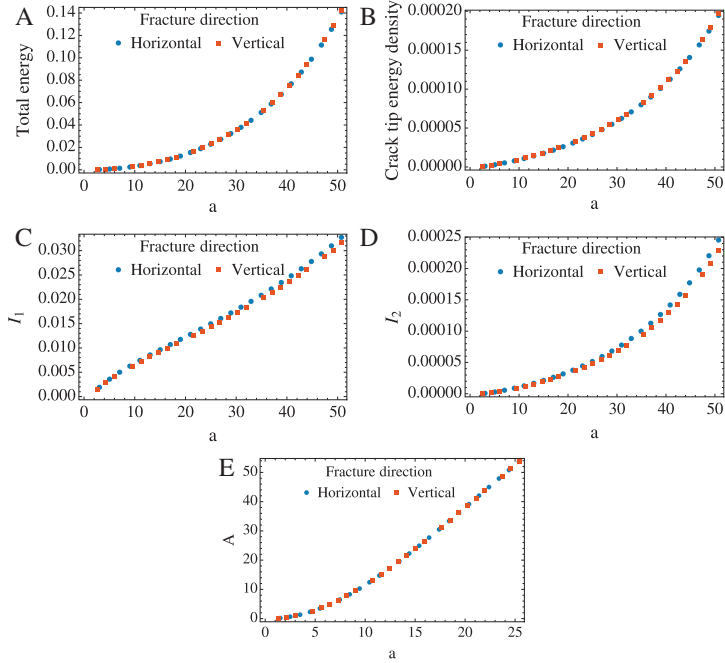 A
Fracture direction
Horizontal Vertical
Total energy
0.14
0.12
0.10
0.08
0.06
0.04
0.02
0.00
0 10 20 30 40 50
a
B
Fracture direction
Horizontal Vertical
Crack tip energy density
0.00020
0.00015
0.00010
0.00005
0.00000
0 10 20 30 40 50
a
C
Fracture direction
Horizontal Vertical
I1
0.030
0.025
0.020
0.015
0.010
0.005
0.000
0 10 20 30 40 50
a
D
Fracture direction
Horizontal Vertical
I2
0.00025
0.00020
0.00015
0.00010
0.00005
0.00000
0 10 20 30 40 50
a
E
Fracture direction
Horizontal Vertical
A
50
40
30
20
10
0
0 5 10 15 20 25
a